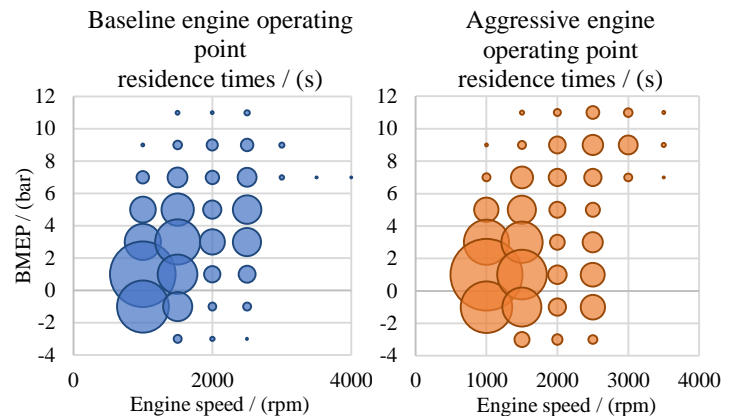 Baseline engine operating
point
residence times / (s)
Aggressive engine
operating point
residence times / (s)
BMEP / (bar)
12
10
8
6
4
2
0
-2
-4
0
2000
4000
Engine speed / (rpm)
12
10
8
6
4
2
0
-2
-4
0
1000
2000
3000
4000
Engine speed / (rpm)